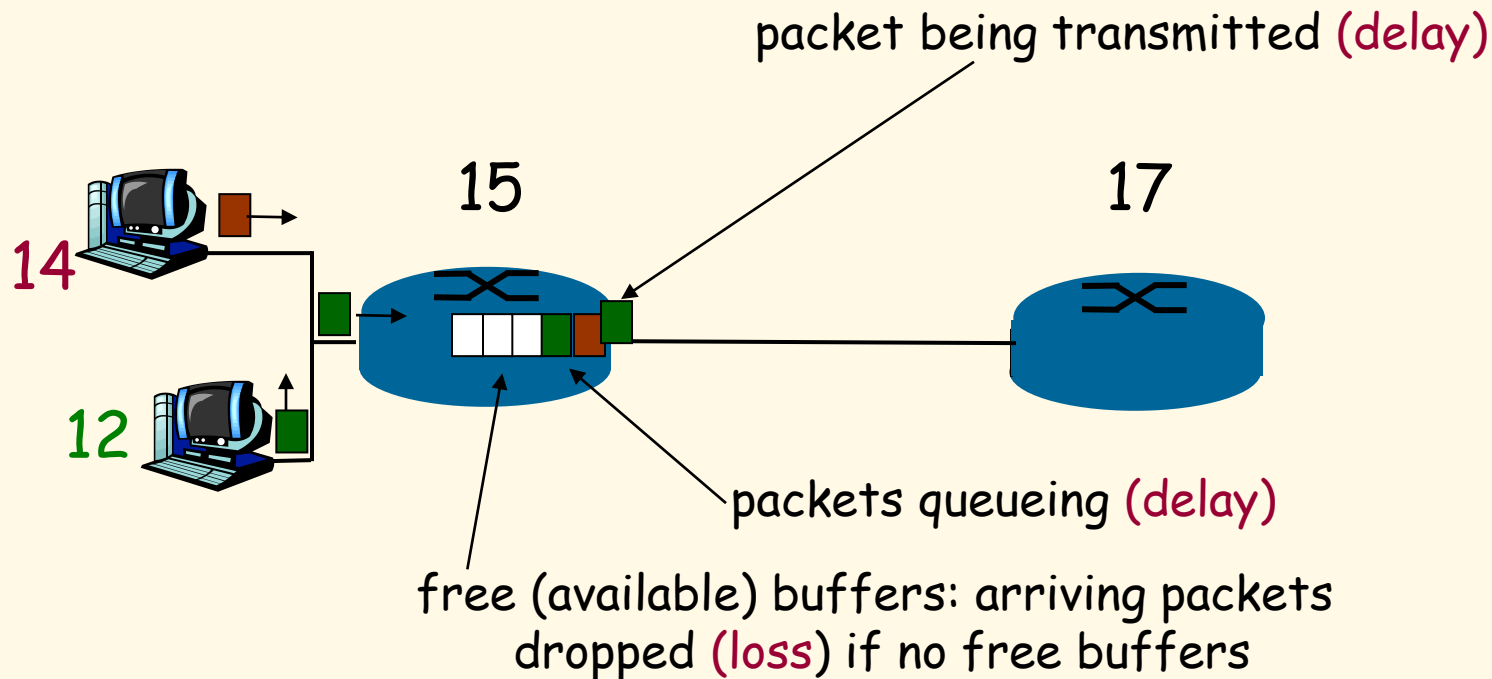 packet being transmitted (delay)
15
17
14
12
packets queueing (delay)
free (available) buffers: arriving packets
dropped (loss) if no free buffers